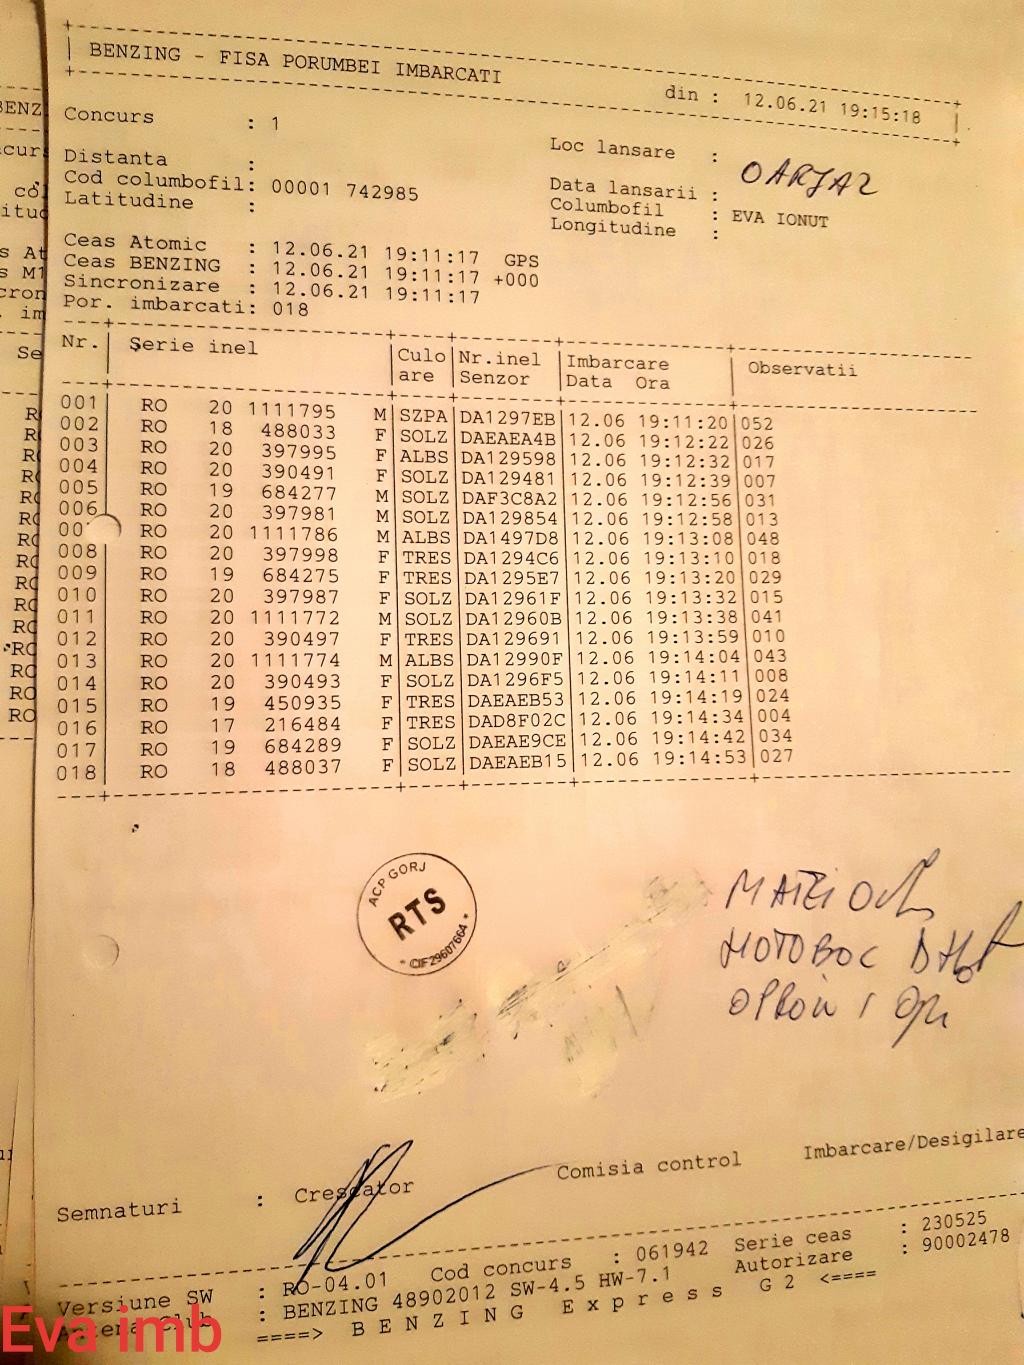 BENZING - FISA PORUMBEI IMBARCATI
din : 12.06.21 19:15:18
Concurs : 1
Loc lansare :
Distanta :
Cod columbofil: 00001 742985
Data lansarii :
Latitudine :
Columbofil : EVA IONUT
Longitudine :
Ceas Atomic : 12.06.21 19:11:17 GPS
Ceas BENZING : 12.06.21 19:11:17 +000
Sincronizare : 12.06.21 19:11:17
Por. imbarcati: 018
Nr. Serie inel Culo Nr.inel Imbarcare Observatii
are Senzor Data Ora
001 RO 20 1111795 M SZPA DA1297EB 12.06 19:11:20 052
002 RO 18 488033 F SOLZ DAEAEA4B 12.06 19:12:22 026
003 RO 20 397995 F ALBS DA129598 12.06 19:12:32 017
004 RO 20 390491 F SOLZ DA129481 12.06 19:12:39 007
005 RO 19 684277 M SOLZ DAF3C8A2 12.06 19:12:56 031
006 RO 20 397981 M SOLZ DA129854 12.06 19:12:58 013
00 RO 20 1111786 M ALBS DA1497D8 12.06 19:13:08 048
008 RO 20 397998 F TRES DA1294C6 12.06 19:13:10 018
009 RO 19 684275 F TRES DA1295E7 12.06 19:13:20 029
010 RO 20 397987 F SOLZ DA12961F 12.06 19:13:32 015
011 RO 20 1111772 M SOLZ DA12960B 12.06 19:13:38 041
012 RO 20 390497 F TRES DA129691 12.06 19:13:59 010
013 RO 20 1111774 M ALBS DA12990F 12.06 19:14:04 043
014 RO 20 390493 F SOLZ DA1296F5 12.06 19:14:11 008
015 RO 19 450935 F TRES DAEAEB53 12.06 19:14:19 024
016 RO 17 216484 F TRES DAD8F02C 12.06 19:14:34 004
017 RO 19 684289 F SOLZ DAEAE9CE 12.06 19:14:42 034
018 RO 18 488037 F SOLZ DAEAEB15 12.06 19:14:53 027
ACP GORJ
RTS
* CIF29607664 *
MATEI
Semnaturi : Crescator Comisia control Imbarcare/Desigilare
Versiune SW : RO-04.01 Cod concurs : 061942 Serie ceas : 230525
Antena Club : BENZING 48902012 SW-4.5 HW-7.1 Autorizare : 90002478
====> B E N Z I N G E x p r e s s G 2 <====
Eva imb